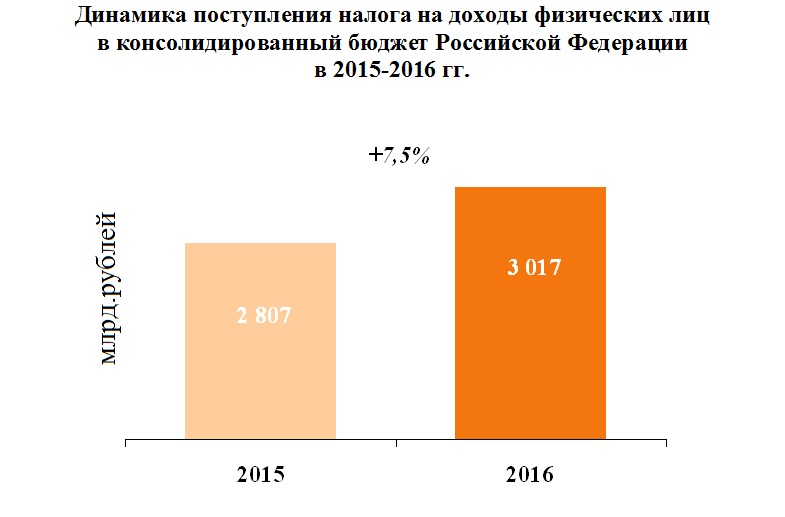 Динамика поступления налога на доходы физических лиц
в консолидированный бюджет Российской Федерации
в 2015-2016 гг.
+7,5%
млрд.рублей
2 807
3 017
2015
2016